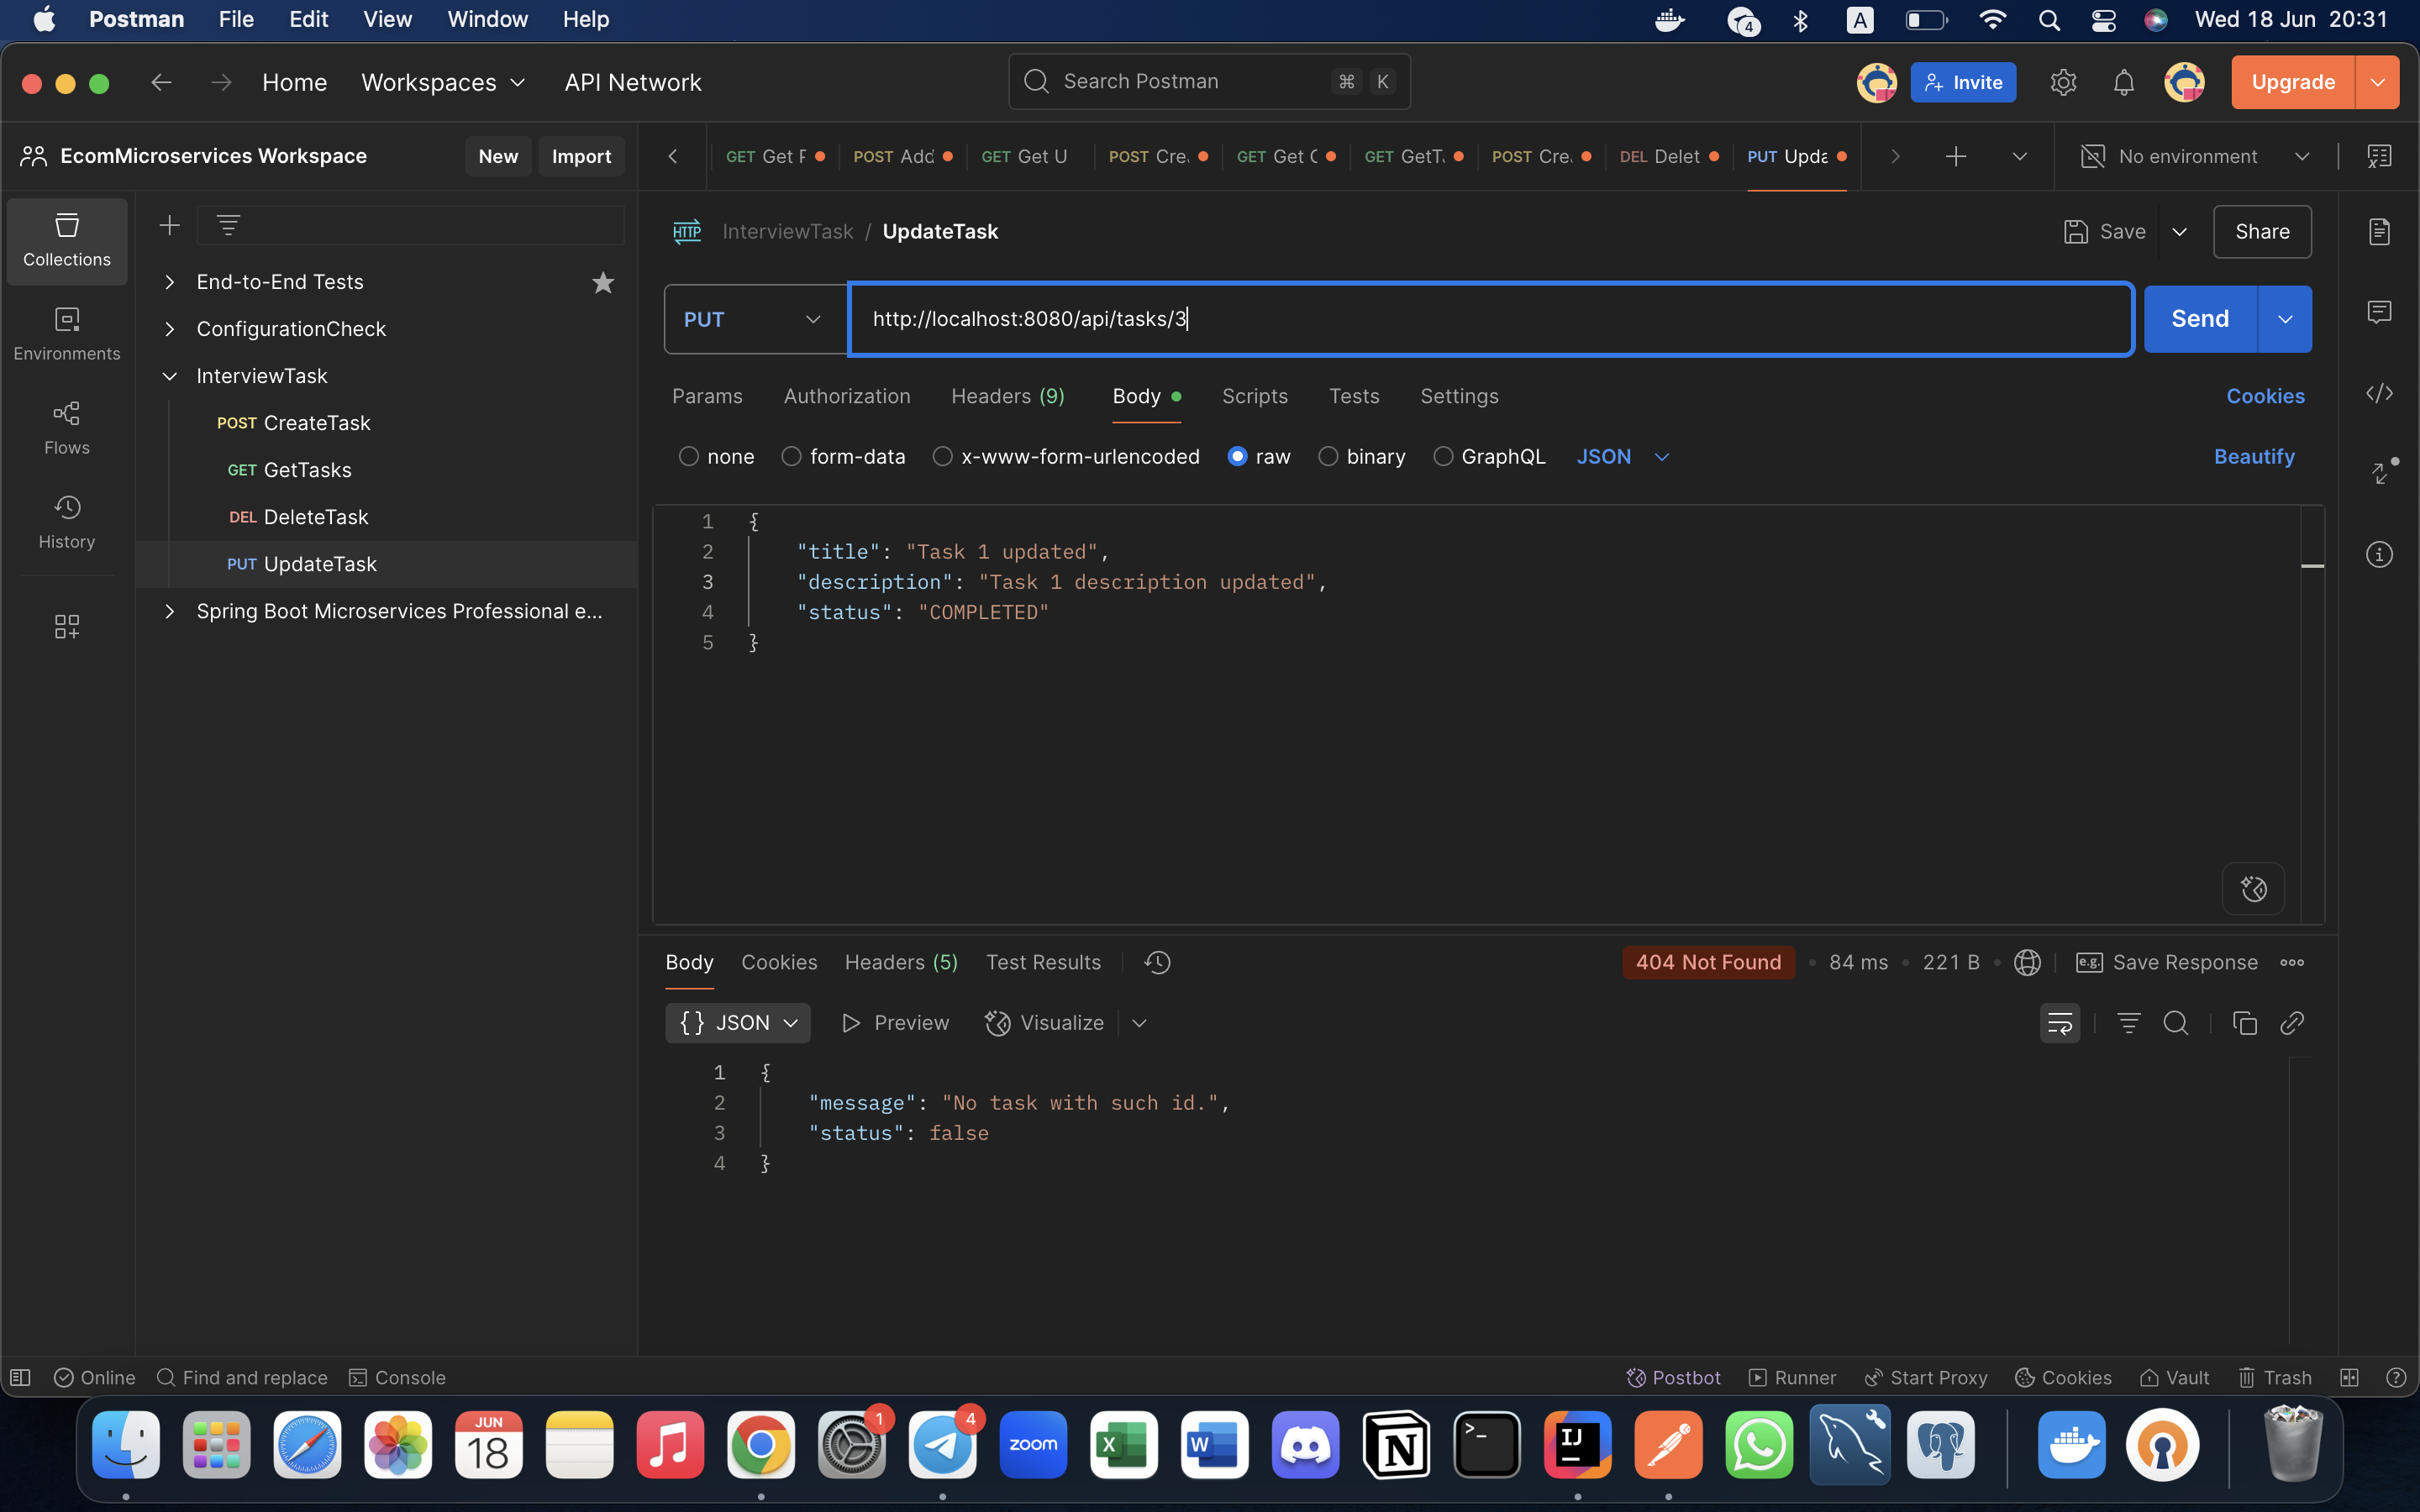 Postman File Edit View Window Help
4 A Wed 18 Jun 20:31
Home Workspaces API Network
Search Postman ⌘ K
Invite Upgrade
EcomMicroservices Workspace New Import
GET Get F POST Add GET Get U POST Cre. GET Get C GET GetT. POST Cre. DEL Delet PUT Upda
No environment
Collections
Environments
Flows
History
End-to-End Tests
ConfigurationCheck
InterviewTask
POST CreateTask
GET GetTasks
DEL DeleteTask
PUT UpdateTask
Spring Boot Microservices Professional e...
HTTP InterviewTask / UpdateTask Save Share
PUT http://localhost:8080/api/tasks/3 Send
Params Authorization Headers (9) Body Scripts Tests Settings Cookies
none form-data x-www-form-urlencoded raw binary GraphQL JSON Beautify
1 {
2 "title": "Task 1 updated",
3 "description": "Task 1 description updated",
4 "status": "COMPLETED"
5 }
Body Cookies Headers (5) Test Results 404 Not Found 84 ms 221 B e.g. Save Response
{} JSON Preview Visualize
1 {
2 "message": "No task with such id.",
3 "status": false
4 }
Online Find and replace Console Postbot Runner Start Proxy Cookies Vault Trash
JUN
18
1
4
zoom
X
W
N
>_
IJ